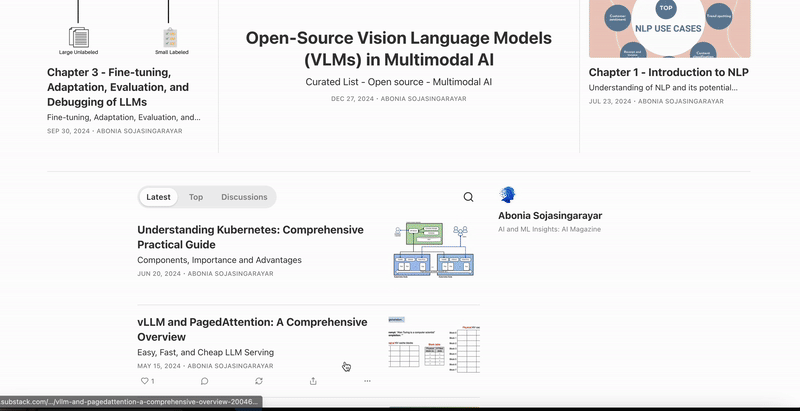 Large Unlabeled
Small Labeled
Chapter 3 - Fine-tuning,
Adaptation, Evaluation, and
Debugging of LLMs
Fine-tuning, Adaptation, Evaluation, and...
SEP 30, 2024 • ABONIA SOJASINGARAYAR
Open-Source Vision Language Models
(VLMs) in Multimodal AI
Curated List - Open source - Multimodal AI
DEC 27, 2024 • ABONIA SOJASINGARAYAR
TOP
NLP USE CASES
Customer
sentiment
Trend spotting
Chapter 1 - Introduction to NLP
Understanding of NLP and its potential...
JUL 23, 2024 • ABONIA SOJASINGARAYAR
Latest
Top
Discussions
Understanding Kubernetes: Comprehensive
Practical Guide
Components, Importance and Advantages
JUN 20, 2024 • ABONIA SOJASINGARAYAR
Abonia Sojasingarayar
AI and ML Insights: AI Magazine
vLLM and PagedAttention: A Comprehensive
Overview
Easy, Fast, and Cheap LLM Serving
MAY 15, 2024 • ABONIA SOJASINGARAYAR
1
.substack.com/.../vllm-and-pagedattention-a-comprehensive-overview-20046...